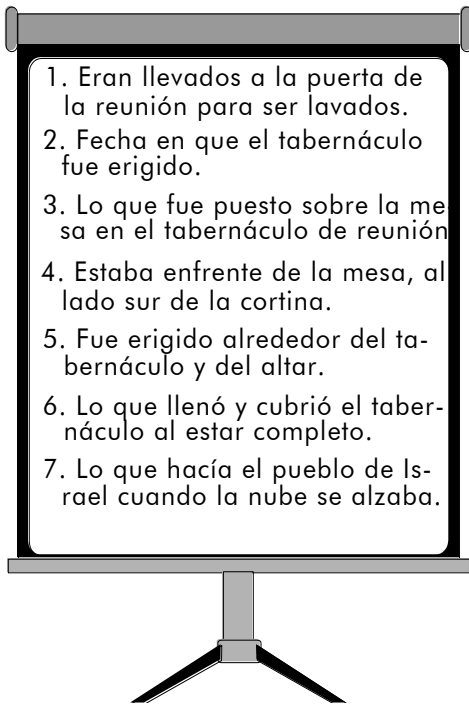 1. Eran llevados a la puerta de
la reunión para ser lavados.
2. Fecha en que el tabernáculo
fue erigido.
3. Lo que fue puesto sobre la me
sa en el tabernáculo de reunión
4. Estaba enfrente de la mesa, al
lado sur de la cortina.
5. Fue erigido alrededor del ta-
bernáculo y del altar.
6. Lo que llenó y cubrió el taber-
náculo al estar completo.
7. Lo que hacía el pueblo de Is-
rael cuando la nube se alzaba.